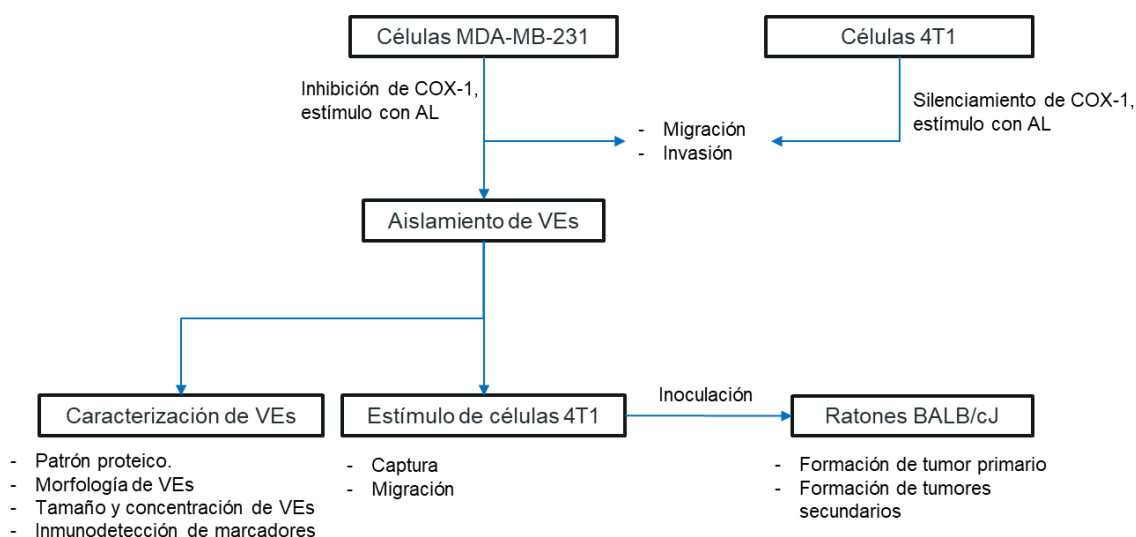 Células MDA-MB-231
Células 4T1
Inhibición de COX-1,
estímulo con AL
Silenciamiento de COX-1,
estímulo con AL
- Migración
- Invasión
Aislamiento de VEs
Inoculación
Caracterización de VEs
Estímulo de células 4T1
Ratones BALB/cJ
- Patrón proteico.
- Morfología de VEs
- Tamaño y concentración de VEs
- Inmunodetección de marcadores
- Captura
- Migración
- Formación de tumor primario
- Formación de tumores
secundarios